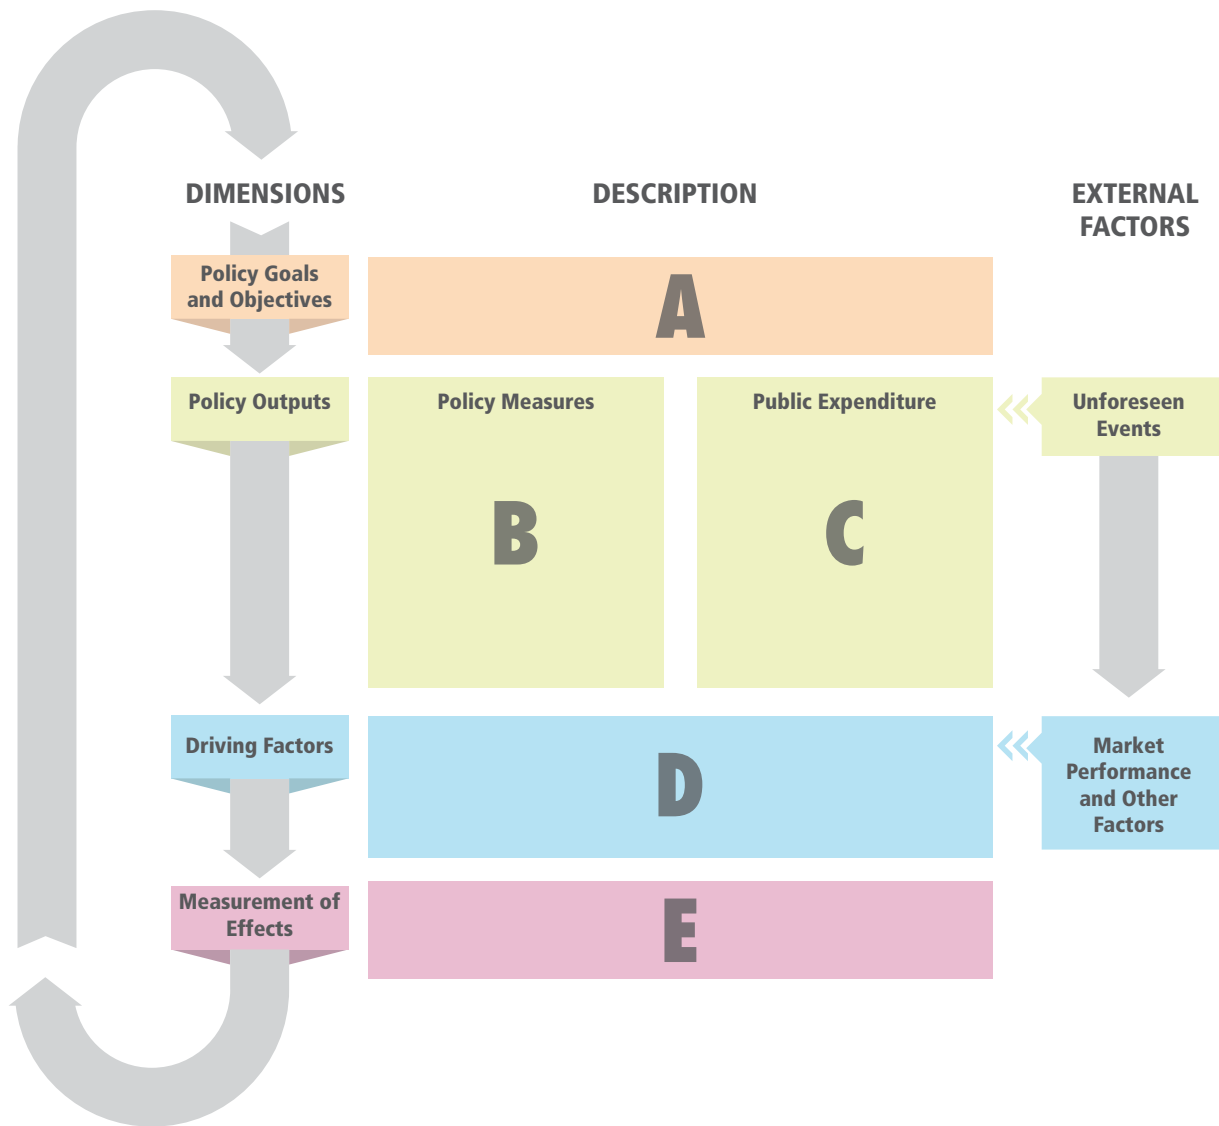 DIMENSIONS
DESCRIPTION
EXTERNAL
FACTORS
Policy Goals
and Objectives
A
Policy Outputs
Policy Measures
B
Public Expenditure
C
Unforeseen
Events
Driving Factors
D
Market
Performance
and Other
Factors
Measurement of
Effects
E